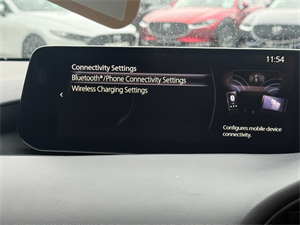 Connectivity Settings
11:54
Bluetooth®/Phone Connectivity Settings
Wireless Charging Settings
Configures mobile device
connectivity.